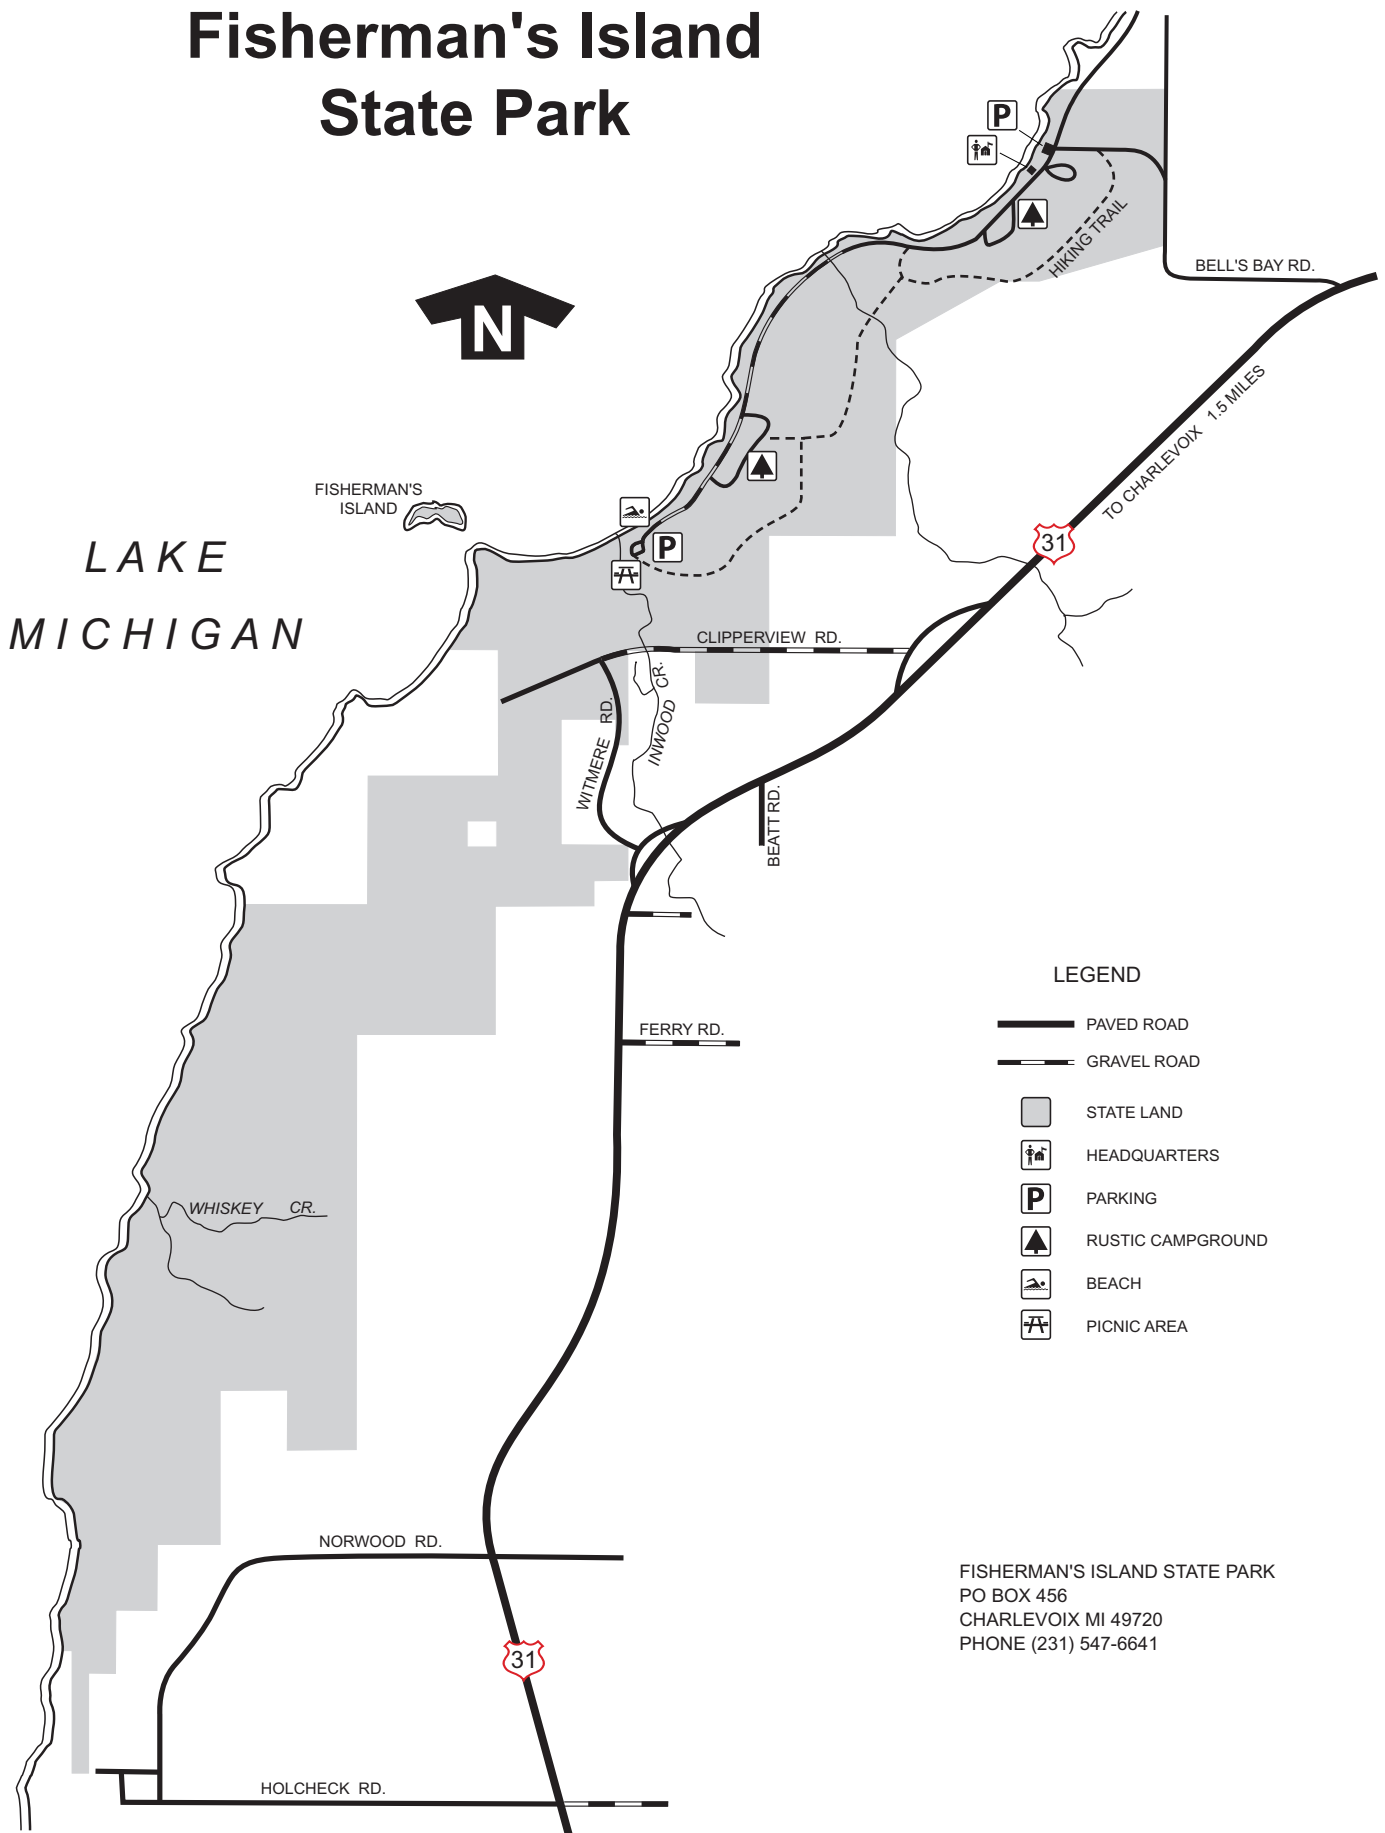 Fisherman's Island
State Park
P
HIKING TRAIL
BELL'S BAY RD.
N
TO CHARLEVOIX 1.5 MILES
FISHERMAN'S
ISLAND
31
P
LAKE
MICHIGAN
CLIPPERVIEW RD.
WITMERE RD.
INWOOD CR.
BEATT RD.
LEGEND
PAVED ROAD
GRAVEL ROAD
STATE LAND
HEADQUARTERS
P PARKING
RUSTIC CAMPGROUND
BEACH
PICNIC AREA
FERRY RD.
WHISKEY CR.
NORWOOD RD.
31
HOLCHECK RD.
FISHERMAN'S ISLAND STATE PARK
PO BOX 456
CHARLEVOIX MI 49720
PHONE (231) 547-6641